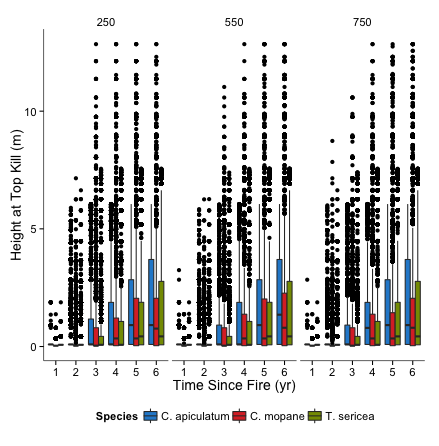 250 550 750
Height at Top Kill (m)
10
5
0
1 2 3 4 5 6 1 2 3 4 5 6 1 2 3 4 5 6
Time Since Fire (yr)
Species C. apiculatum C. mopane T. sericea